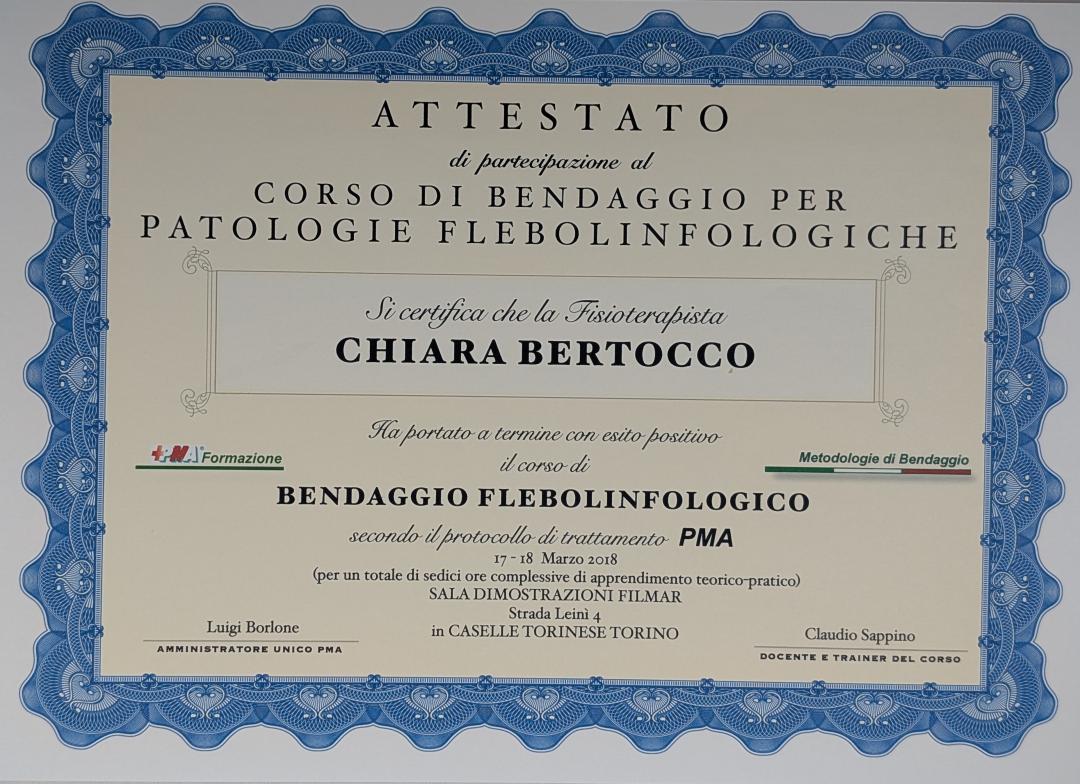 ATTESTATO
di partecipazione al
CORSO DI BENDAGGIO PER
PATOLOGIE FLEBOLINFOLOGICHE
Si certifica che la Fisioterapista
CHIARA BERTOCCO
Ha portato a termine con esito positivo
il corso di
PMA® Formazione
Metodologie di Bendaggio
BENDAGGIO FLEBOLINFOLOGICO
secondo il protocollo di trattamento PMA
17 - 18 Marzo 2018
(per un totale di sedici ore complessive di apprendimento teorico-pratico)
SALA DIMOSTRAZIONI FILMAR
Strada Leinì 4
in CASELLE TORINESE TORINO
Luigi Borlone
AMMINISTRATORE UNICO PMA
Claudio Sappino
DOCENTE E TRAINER DEL CORSO